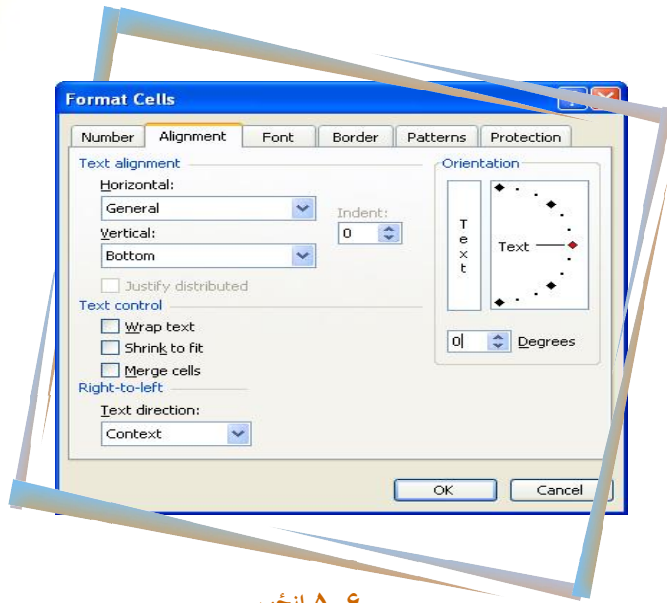 Format Cells
Number Alignment Font Border Patterns Protection
Text alignment
Horizontal:
General
Indent:
0
Vertical:
Bottom
Justify distributed
Text control
Wrap text
Shrink to fit
Merge cells
Right-to-left
Text direction:
Context
Orientation
Text
Text
0 Degrees
OK Cancel